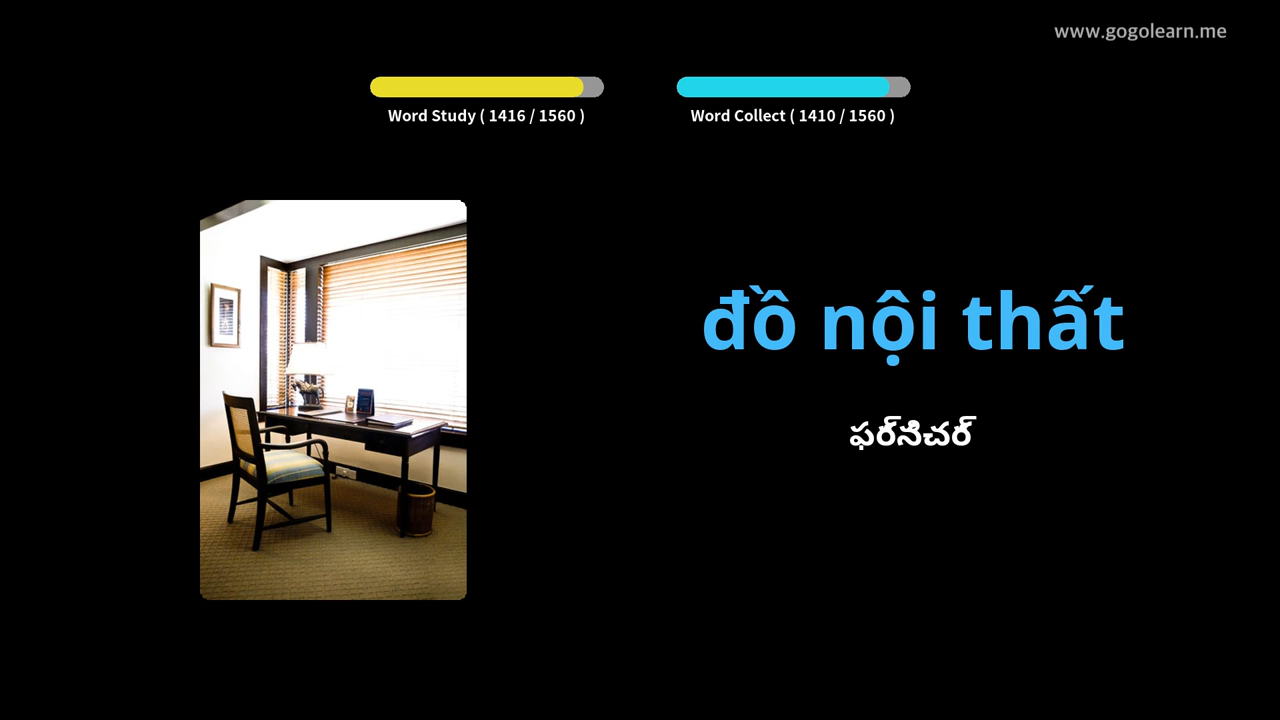 www.gogolearn.me
Word Study ( 1416 / 1560 )
Word Collect ( 1410 / 1560 )
đồ nội thất
ఫర్నిచర్